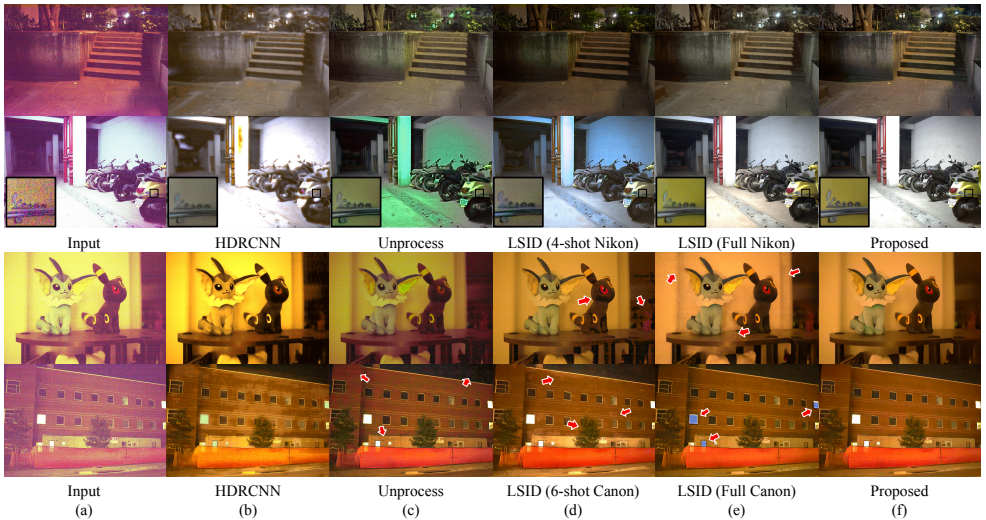 Input HDRCNN Unprocess LSID (4-shot Nikon) LSID (Full Nikon) Proposed
Input HDRCNN Unprocess LSID (6-shot Canon) LSID (Full Canon) Proposed
(a) (b) (c) (d) (e) (f)